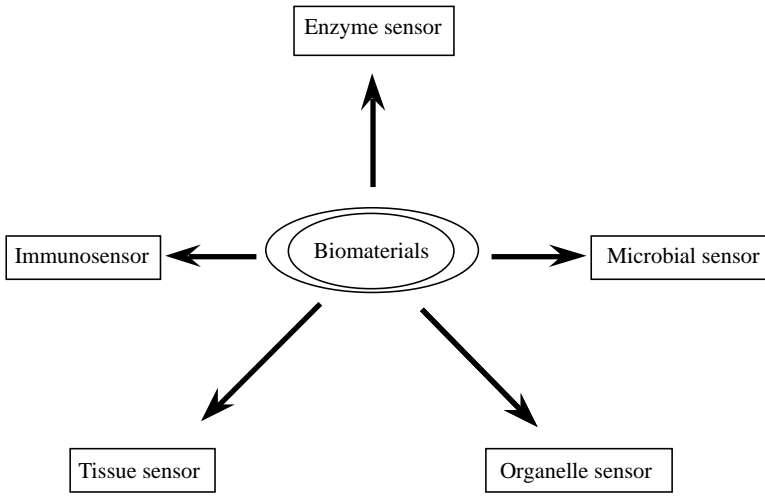 Enzyme sensor
Immunosensor
Biomaterials
Microbial sensor
Tissue sensor
Organelle sensor